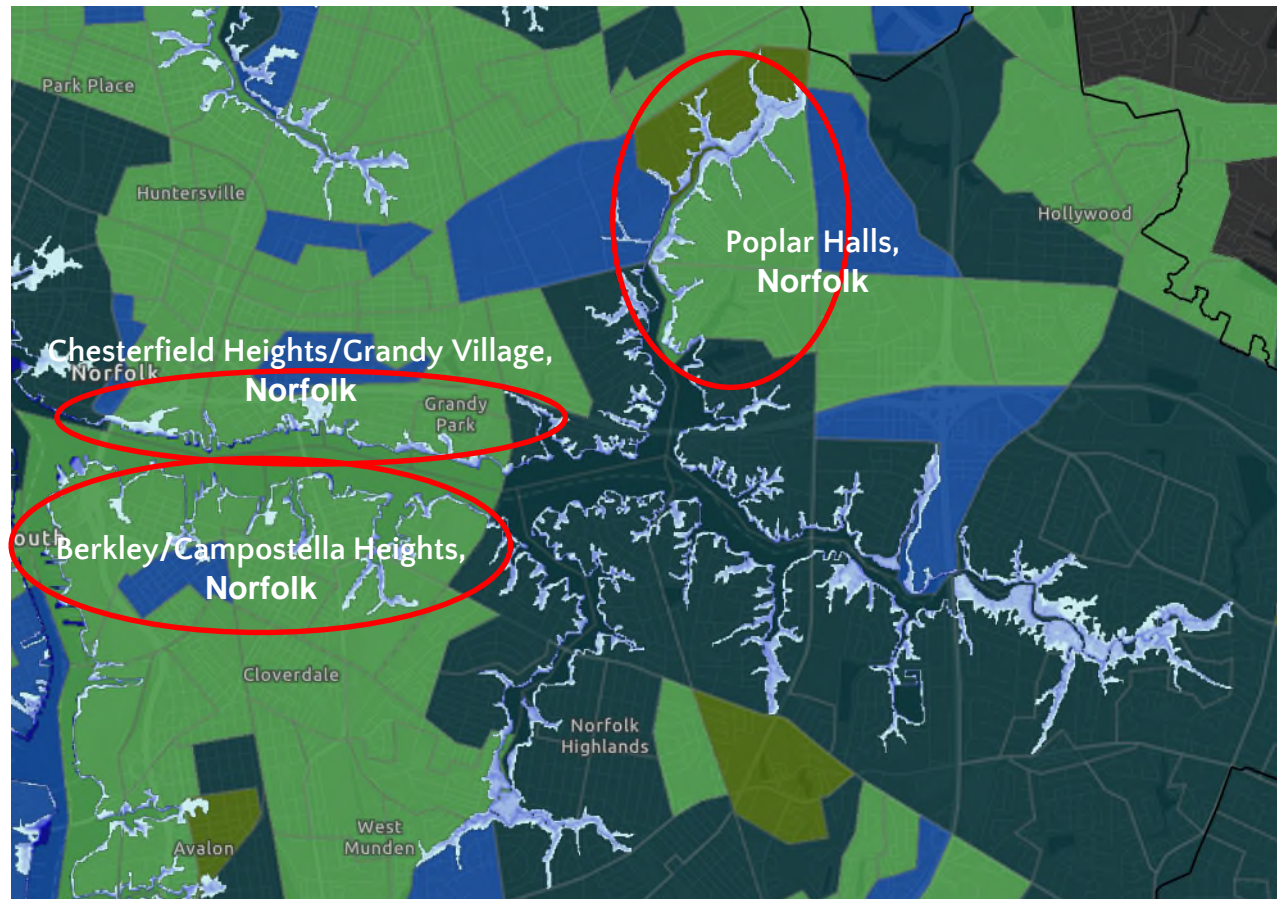 Park Place
Huntersville
Hollywood
Poplar Halls,
Norfolk
Chesterfield Heights/Grandy Village,
Norfolk
Norfolk
Grandy
Park
outh
Berkley/Campostella Heights,
Norfolk
Cloverdale
Norfolk
Highlands
West
Munden
Avalon